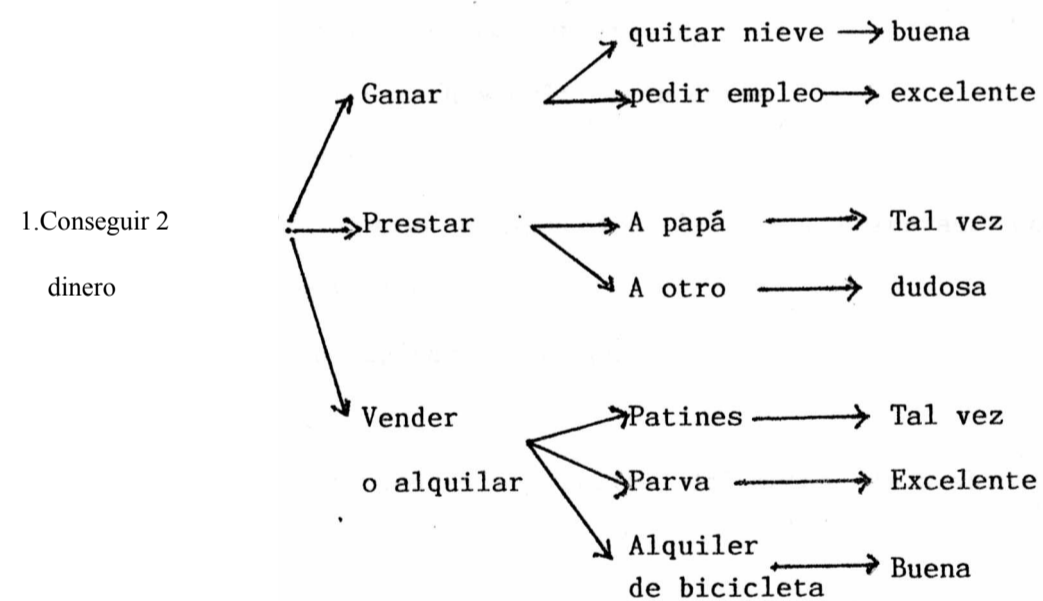 quitar nieve buena
Ganar pedir empleo excelente
1.Conseguir 2 Prestar A papá Tal vez
dinero A otro dudosa
Vender Patines Tal vez
o alquilar Parva Excelente
Alquiler
de bicicleta Buena